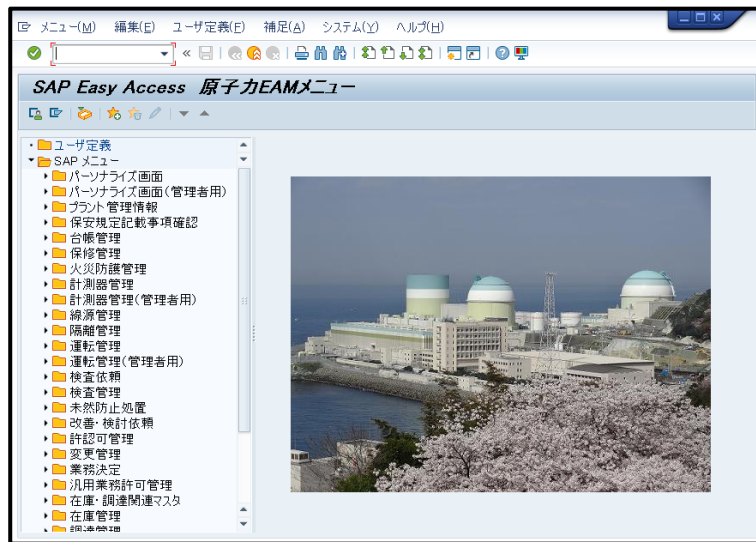 メニュー(M) 編集(E) ユーザ定義(F) 補足(A) システム(Y) ヘルプ(H)
SAP Easy Access 原子力EAMメニュー
ユーザ定義
SAP メニュー
パーソナライズ画面
パーソナライズ画面(管理者用)
プラント管理情報
保安規定記載事項確認
台帳管理
保修管理
火災防護管理
計測器管理
計測器管理(管理者用)
線源管理
隔離管理
運転管理
運転管理(管理者用)
検査依頼
検査管理
未然防止処置
改善・検討依頼
許認可管理
変更管理
業務決定
汎用業務許可管理
在庫・調達関連マスタ
在庫管理
調達管理